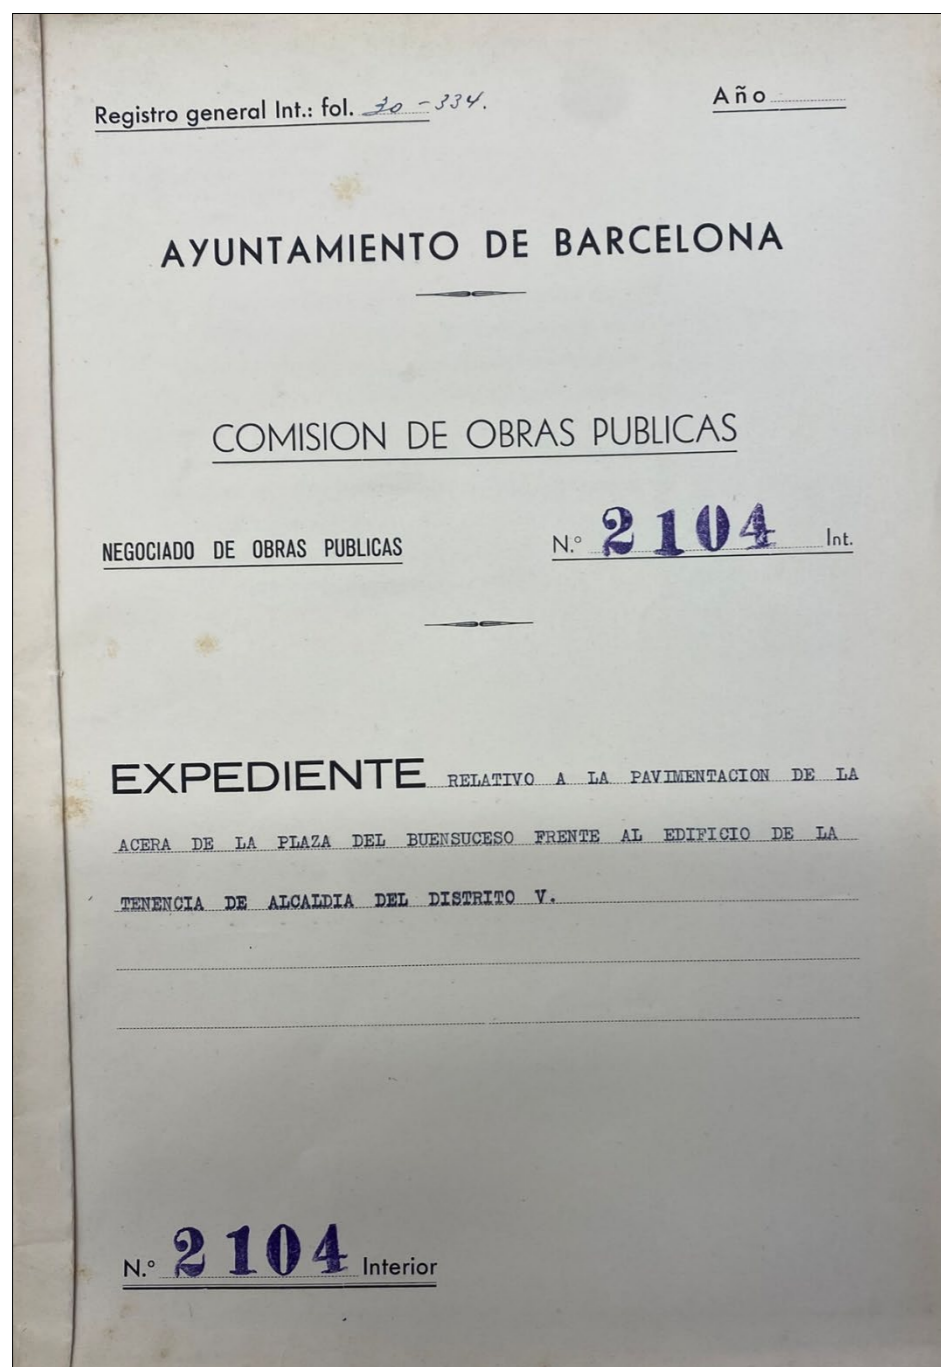 Registro general Int.: fol. 30 - 334.
Año
AYUNTAMIENTO DE BARCELONA
COMISION DE OBRAS PUBLICAS
NEGOCIADO DE OBRAS PUBLICAS
N.º 2104 Int.
EXPEDIENTE RELATIVO A LA PAVIMENTACION DE LA
ACERA DE LA PLAZA DEL BUENSUCESO FRENTE AL EDIFICIO DE LA
TENENCIA DE ALCALDIA DEL DISTRITO V.
N.º 2104 Interior